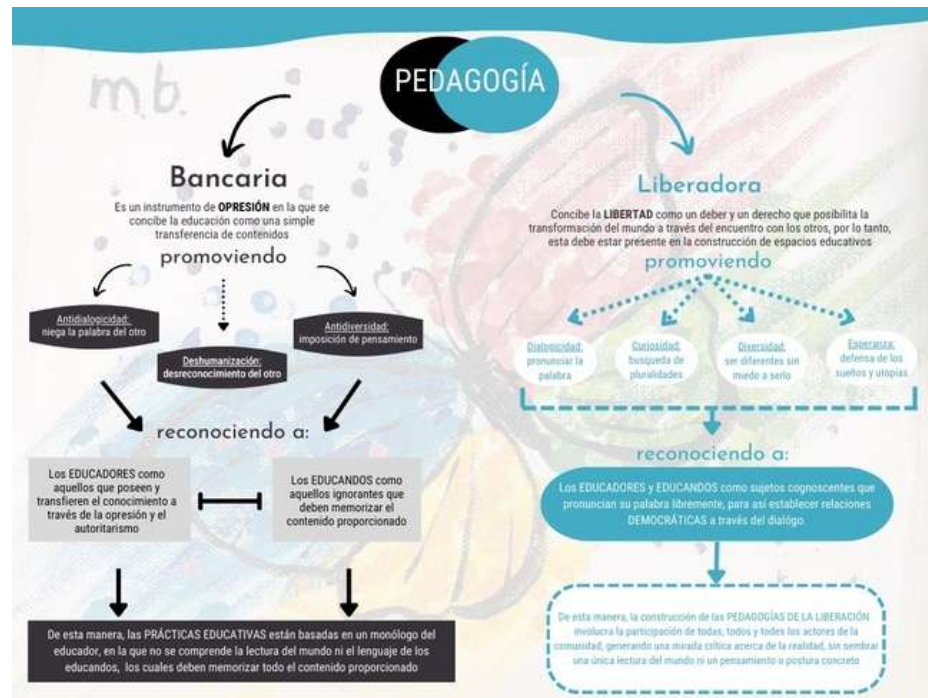 m.b.
PEDAGOGÍA
Bancaria
Es un instrumento de OPRESIÓN en la que se
concibe la educación como una simple
transferencia de contenidos
promoviendo
Antidialogicidad:
niega la palabra del otro
Deshumanización:
desreconocimiento del otro
Antidiversidad:
imposición de pensamiento
reconociendo a:
Los EDUCADORES como
aquellos que poseen y
transfieren el conocimiento a
través de la opresión y el
autoritarismo
Los EDUCANDOS como
aquellos ignorantes que
deben memorizar el
contenido proporcionado
De esta manera, las PRÁCTICAS EDUCATIVAS están basadas en un monólogo del
educador, en la que no se comprende la lectura del mundo ni el lenguaje de los
educandos, los cuales deben memorizar todo el contenido proporcionado
Liberadora
Concibe la LIBERTAD como un deber y un derecho que posibilita la
transformación del mundo a través del encuentro con los otros, por lo tanto,
esta debe estar presente en la construcción de espacios educativos
promoviendo
Dialogicidad:
pronunciar la
palabra
Curiosidad:
busqueda de
pluralidades
Diversidad:
ser diferentes sin
miedo a serlo
Esperanza:
defensa de los
sueños y utopías
reconociendo a:
Los EDUCADORES y EDUCANDOS como sujetos cognoscentes que
pronuncian su palabra libremente, para así establecer relaciones
DEMOCRÁTICAS a través del dialógo.
De esta manera, la construcción de las PEDAGOGÍAS DE LA LIBERACIÓN
involucra la participación de todas, todos y todes los actores de la
comunidad, generando una mirada crítica acerca de la realidad, sin sembrar
una única lectura del mundo ni un pensamiento o postura concreto